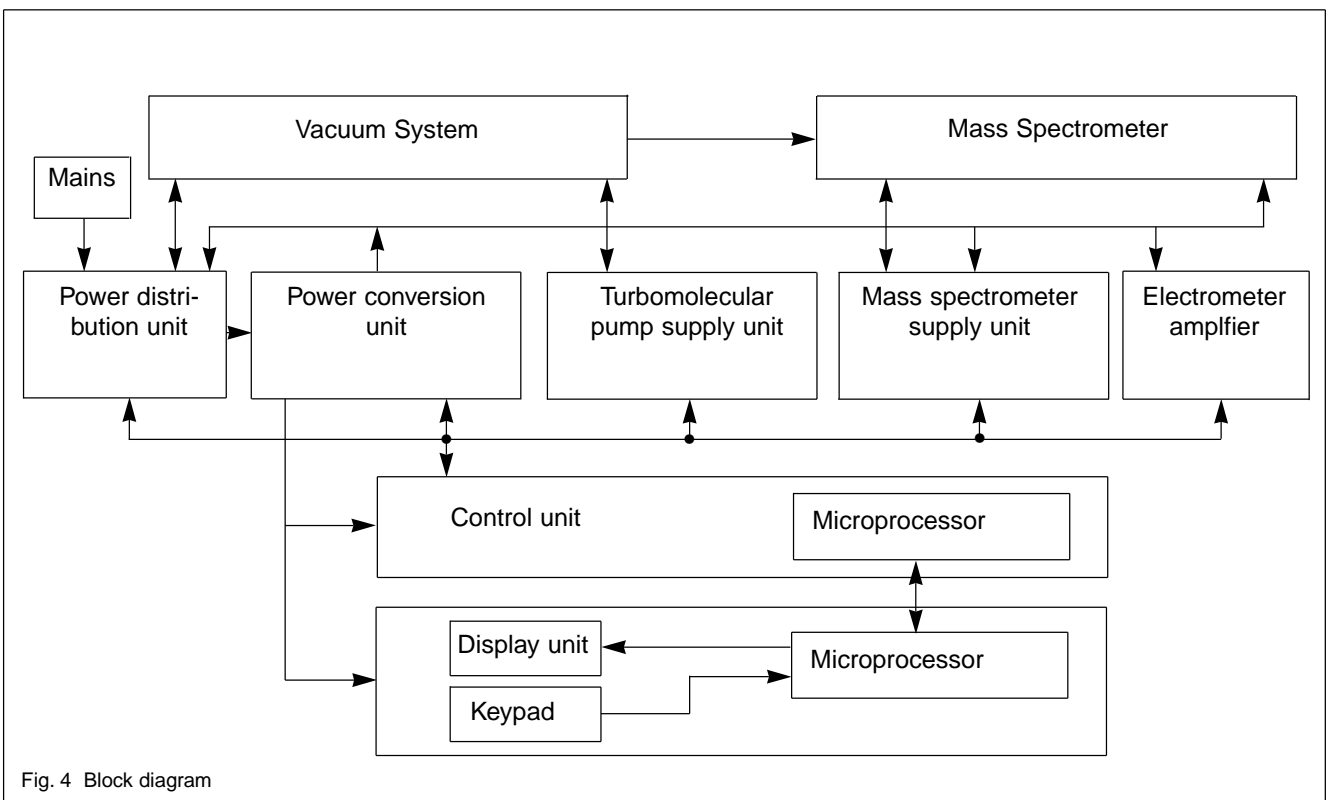 Vacuum System
Mass Spectrometer
Mains
Power distri-
bution unit
Power conversion
unit
Turbomolecular
pump supply unit
Mass spectrometer
supply unit
Electrometer
amplfier
Control unit
Microprocessor
Display unit
Microprocessor
Keypad
Fig. 4 Block diagram